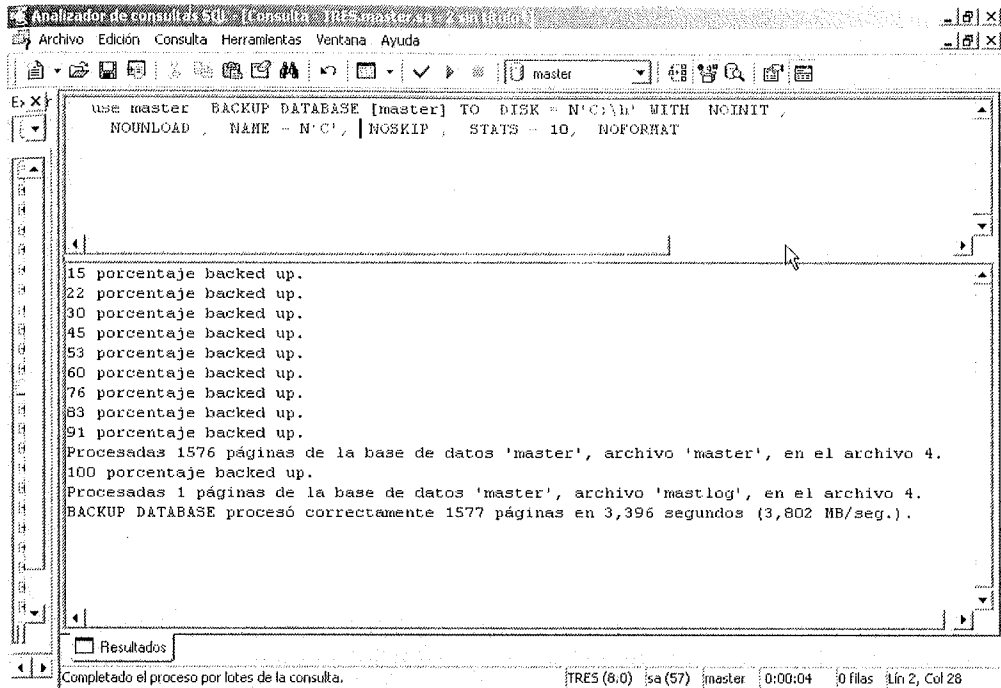 Analizador de consultas SQL - [Consulta - TRES.master.sa - 2 sin título]
Archivo Edición Consulta Herramientas Ventana Ayuda
master
use master BACKUP DATABASE [master] TO DISK = N'C:\h' WITH NOINIT ,
NOUNLOAD , NAME = N'C', NOSKIP , STATS = 10, NOFORMAT
15 porcentaje backed up.
22 porcentaje backed up.
30 porcentaje backed up.
45 porcentaje backed up.
53 porcentaje backed up.
60 porcentaje backed up.
76 porcentaje backed up.
83 porcentaje backed up.
91 porcentaje backed up.
Procesadas 1576 páginas de la base de datos 'master', archivo 'master', en el archivo 4.
100 porcentaje backed up.
Procesadas 1 páginas de la base de datos 'master', archivo 'mastlog', en el archivo 4.
BACKUP DATABASE procesó correctamente 1577 páginas en 3,396 segundos (3,802 MB/seg.).
Resultados
Completado el proceso por lotes de la consulta. TRES (8.0) sa (57) master 0:00:04 0 filas Lín 2, Col 28